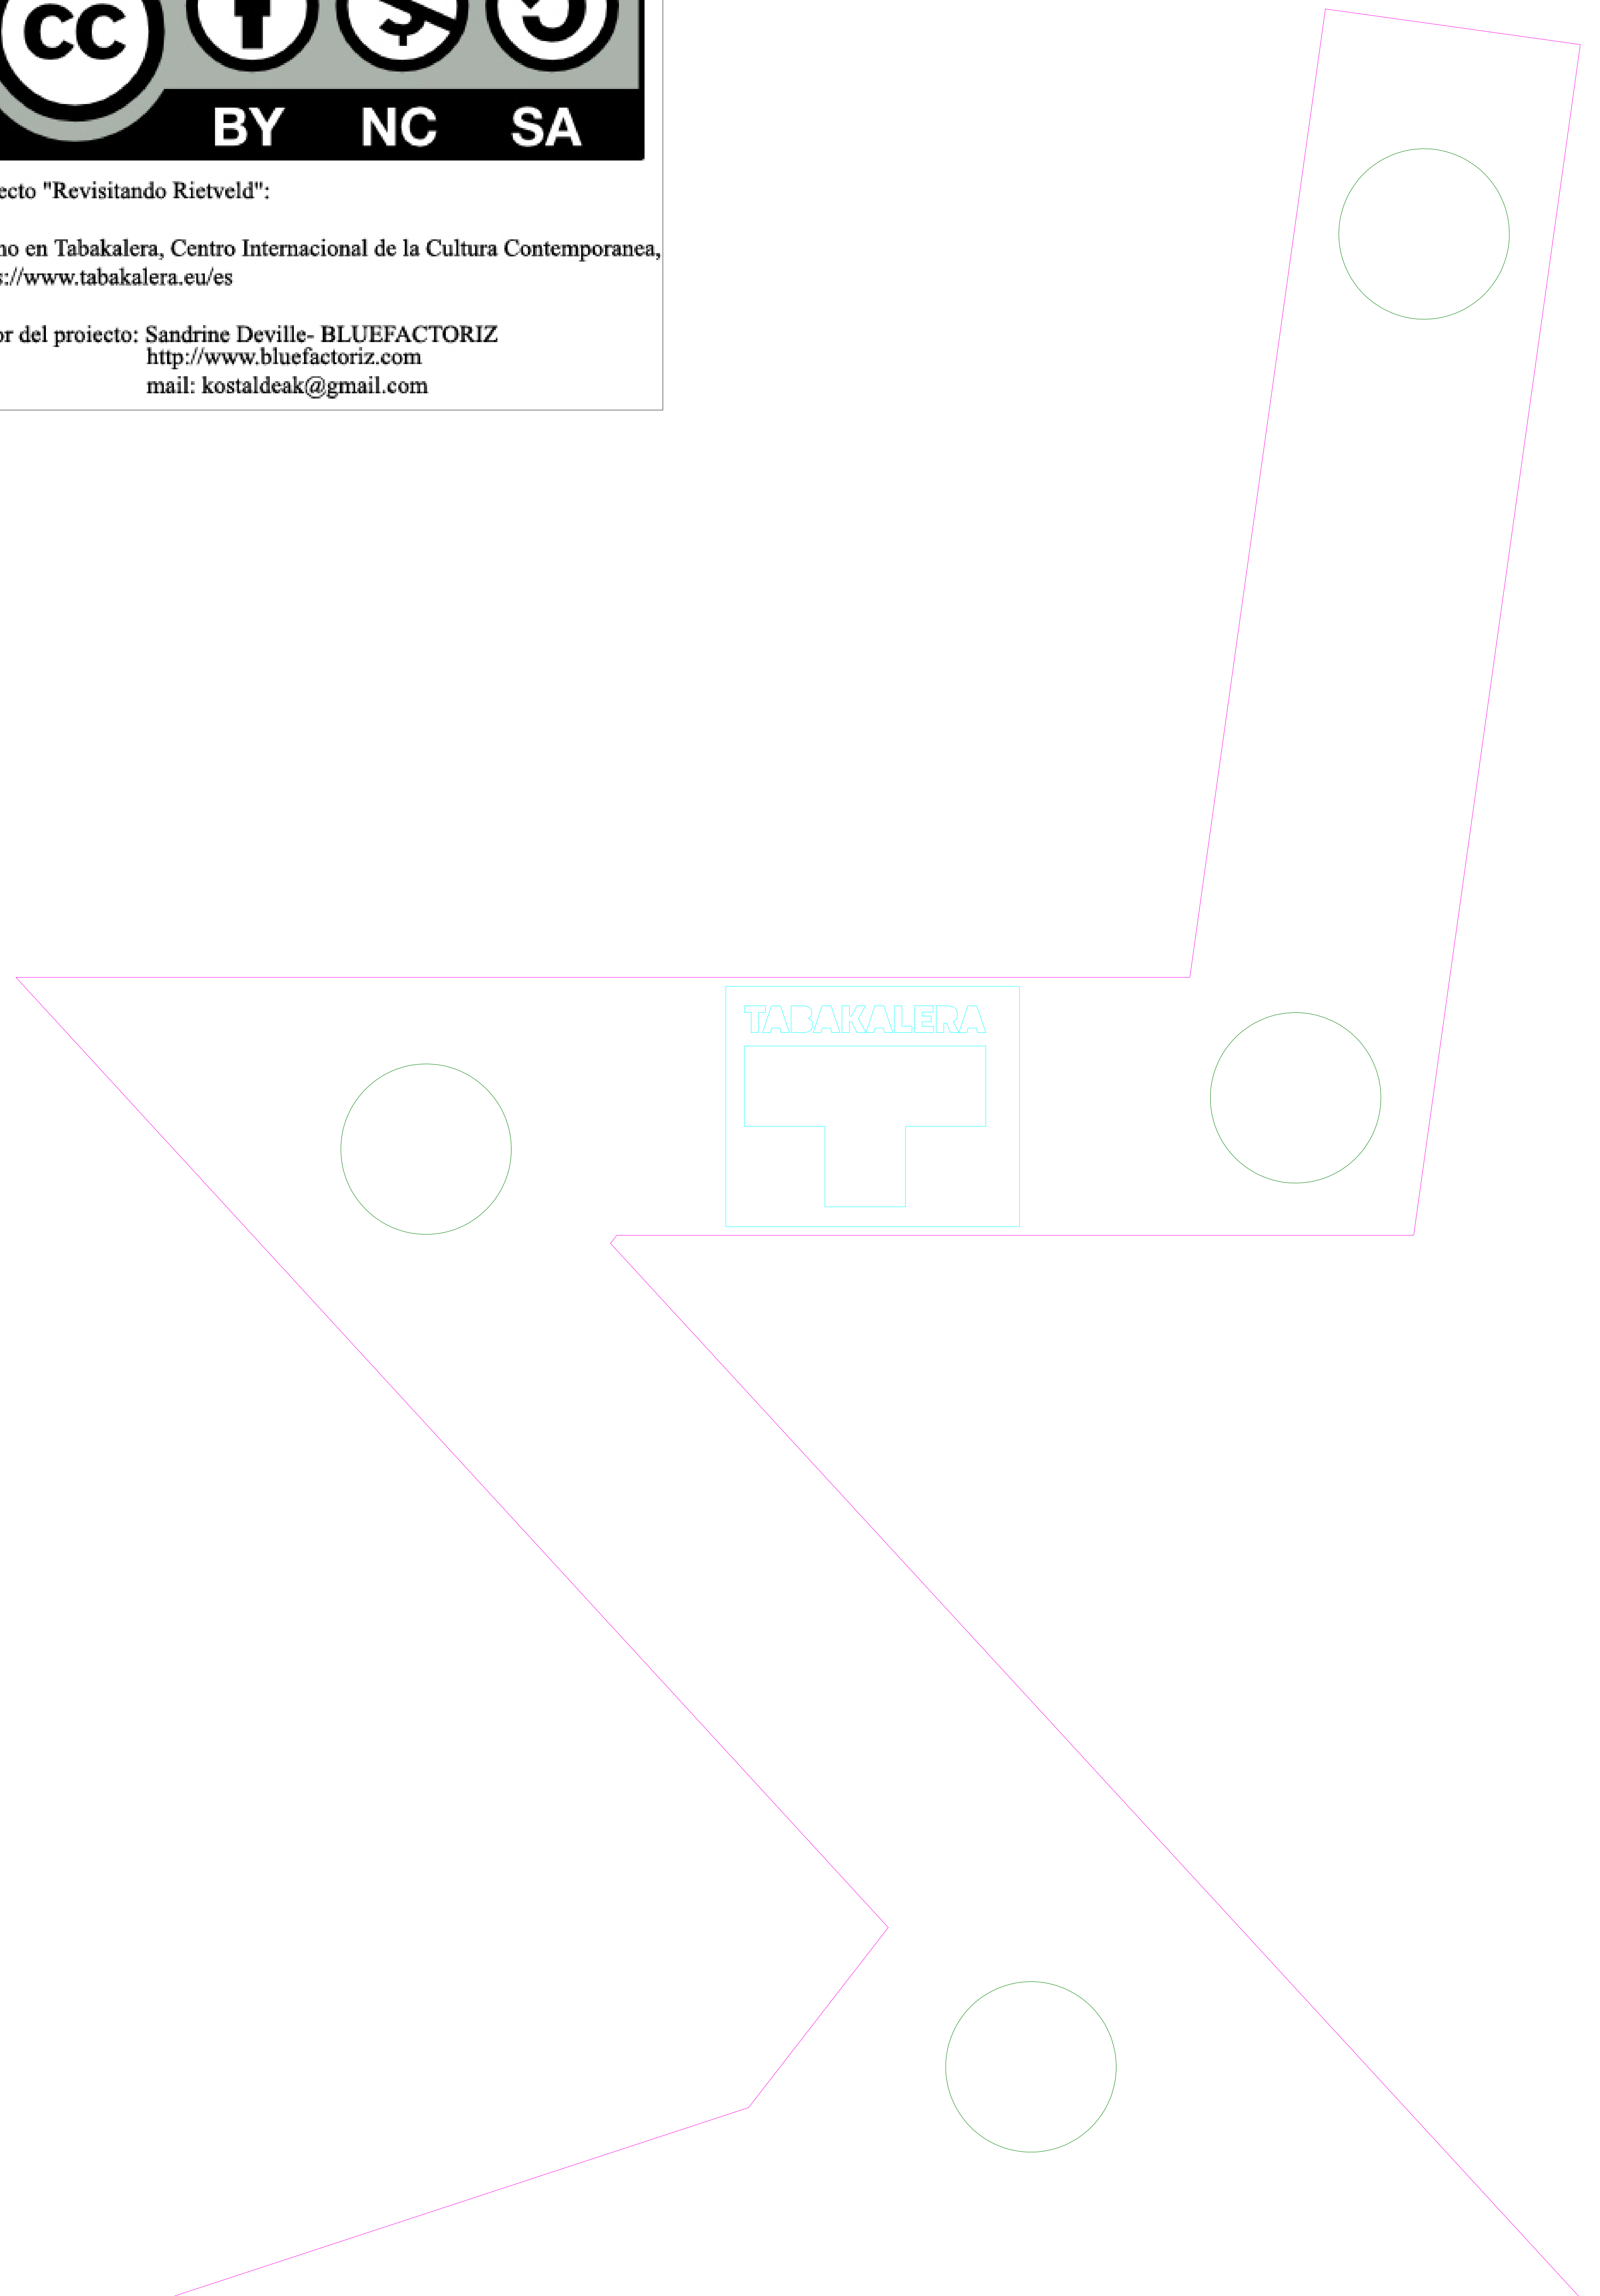 cc
BY NC SA
ecto "Revisitando Rietveld":
no en Tabakalera, Centro Internacional de la Cultura Contemporanea,
s://www.tabakalera.eu/es
or del proiecto: Sandrine Deville- BLUEFACTORIZ
http://www.bluefactoriz.com
mail: kostaldeak@gmail.com
TABAKALERA